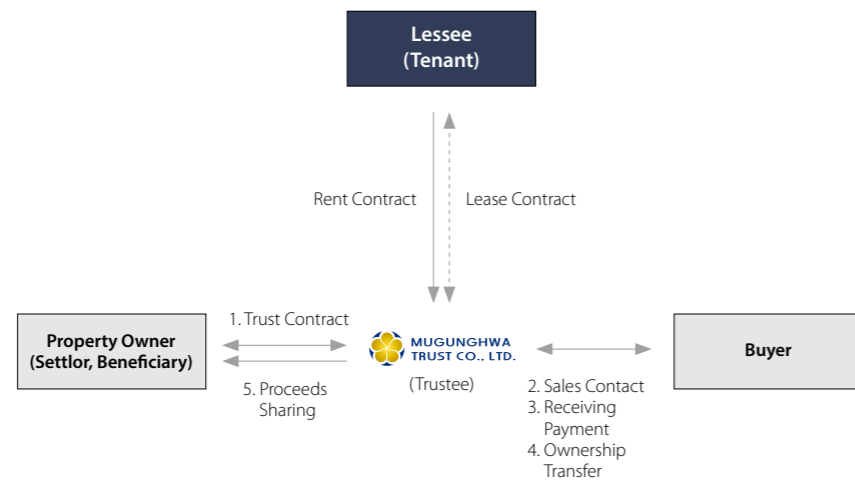 Lessee
(Tenant)
Rent Contract
Lease Contract
Property Owner
(Settlor, Beneficiary)
1. Trust Contract
5. Proceeds
Sharing
MUGUNGHWA
TRUST CO., LTD.
(Trustee)
2. Sales Contact
3. Receiving
Payment
4. Ownership
Transfer
Buyer